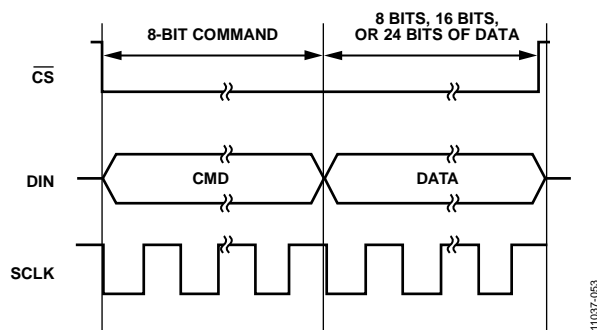 8-BIT COMMAND
8 BITS, 16 BITS,
OR 24 BITS OF DATA
CS
DIN
CMD
DATA
SCLK
11037-053